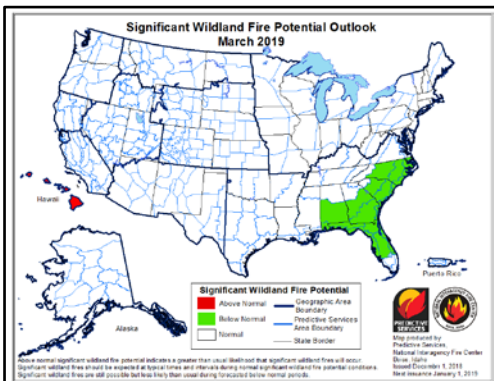 Significant Wildland Fire Potential Outlook
March 2019
Hawaii
Alaska
Puerto Rico
Significant Wildland Fire Potential
Above Normal
Below Normal
Normal
Geographic Area
Boundary
Predictive Services
Area Boundary
State Border
PREDICTIVE
SERVICES
Map produced by
Predictive Services,
National Interagency Fire Center
Boise, Idaho
Issued December 1, 2018
Next issuance January 1, 2019
Above normal significant wildland fire potential indicates a greater than usual likelihood that significant wildland fires will occur.
Significant wildland fires should be expected at typical times and intervals during normal significant wildland fire potential conditions.
Significant wildland fires are still possible but less likely than usual during forecasted below normal periods.